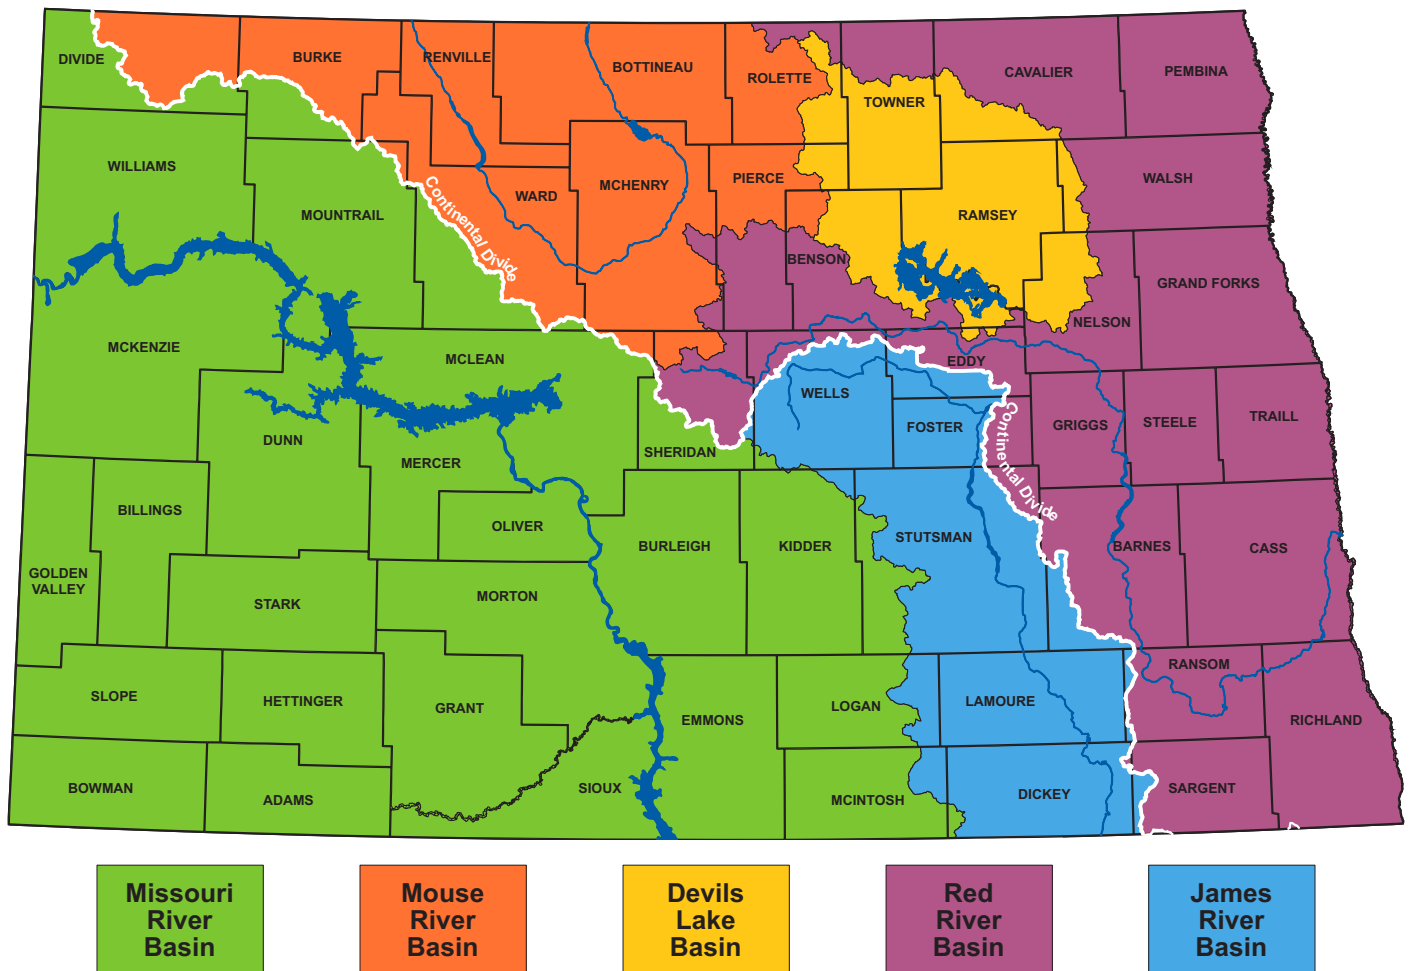 DIVIDE
BURKE
RENVILLE
BOTTINEAU
ROLETTE
TOWNER
CAVALIER
PEMBINA
WILLIAMS
MOUNTRAIL
WARD
MCHENRY
PIERCE
RAMSEY
WALSH
Continental Divide
BENSON
NELSON
GRAND FORKS
MCKENZIE
MCLEAN
EDDY
WELLS
DUNN
MERCER
SHERIDAN
FOSTER
GRIGGS
STEELE
TRAILL
Continental Divide
BILLINGS
OLIVER
BURLEIGH
KIDDER
STUTSMAN
BARNES
CASS
GOLDEN
VALLEY
STARK
MORTON
SLOPE
HETTINGER
GRANT
EMMONS
LOGAN
LAMOURE
RANSOM
RICHLAND
BOWMAN
ADAMS
SIOUX
MCINTOSH
DICKEY
SARGENT
Missouri
River
Basin
Mouse
River
Basin
Devils
Lake
Basin
Red
River
Basin
James
River
Basin